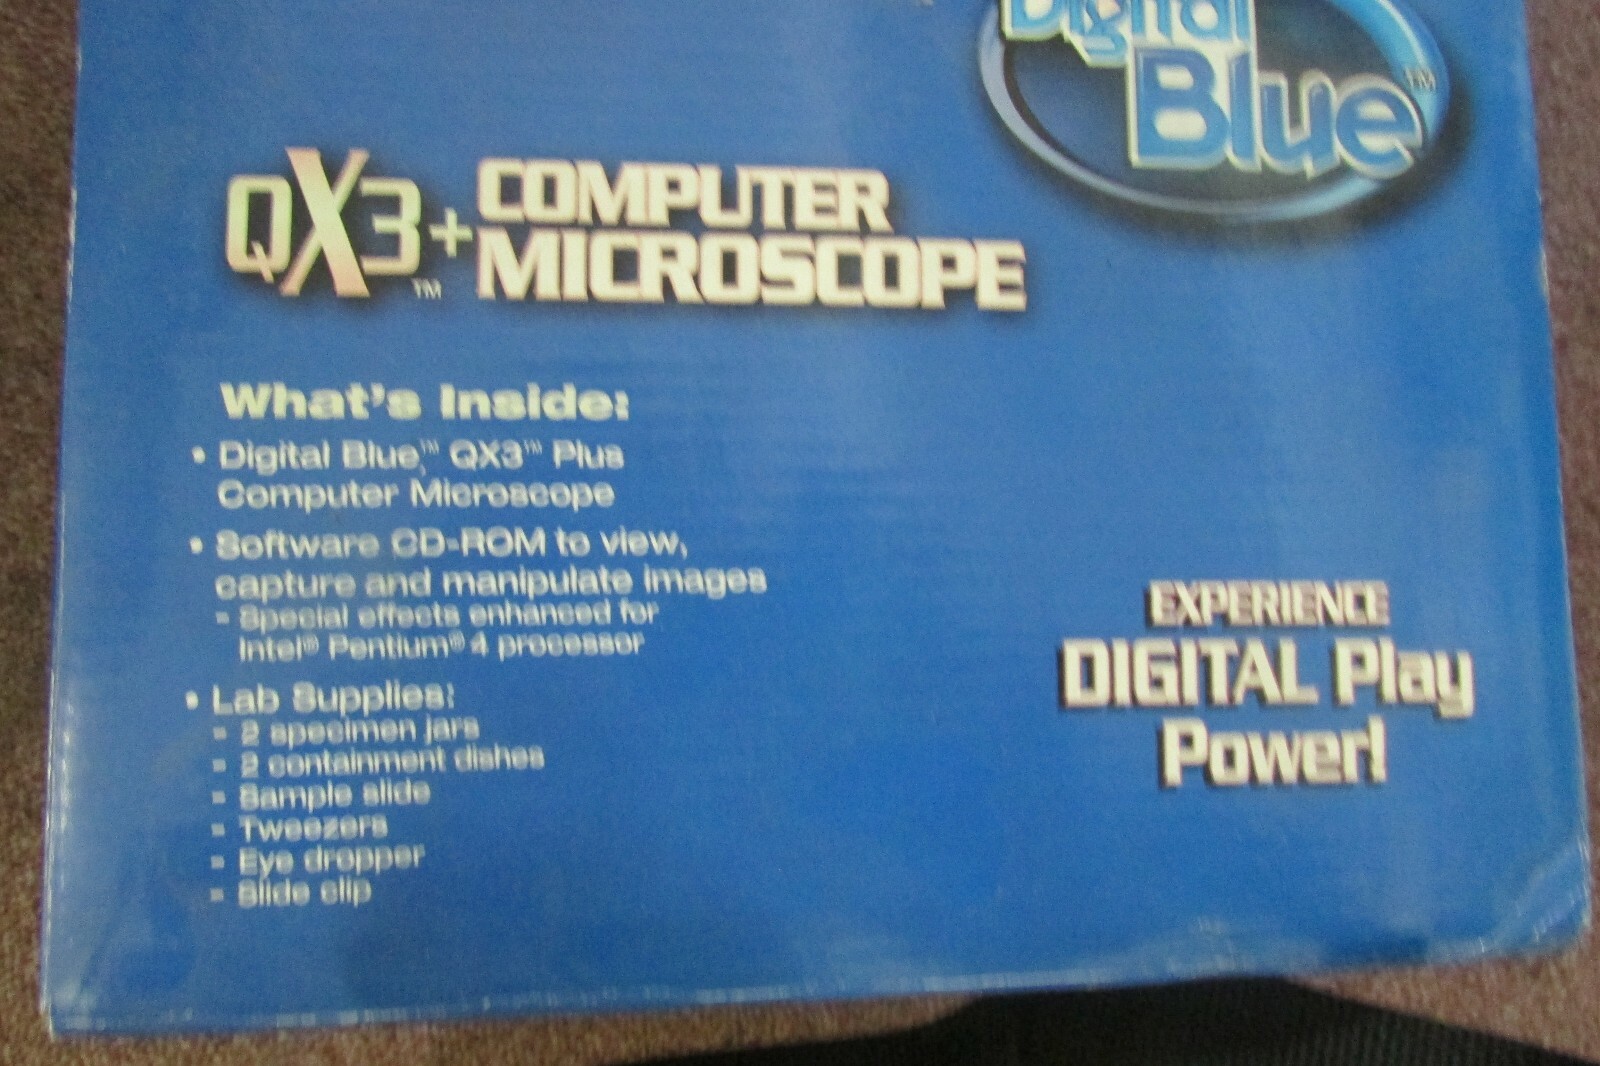 Digital
Blue™
QX3™+ COMPUTER
MICROSCOPE
What's Inside:
• Digital Blue™ QX3™ Plus
Computer Microscope
• Software CD-ROM to view,
capture and manipulate images
- Special effects enhanced for
Intel® Pentium® 4 processor
• Lab Supplies:
- 2 specimen jars
- 2 containment dishes
- Sample slide
- Tweezers
- Eye dropper
- Slide clip
EXPERIENCE
DIGITAL Play
Power!